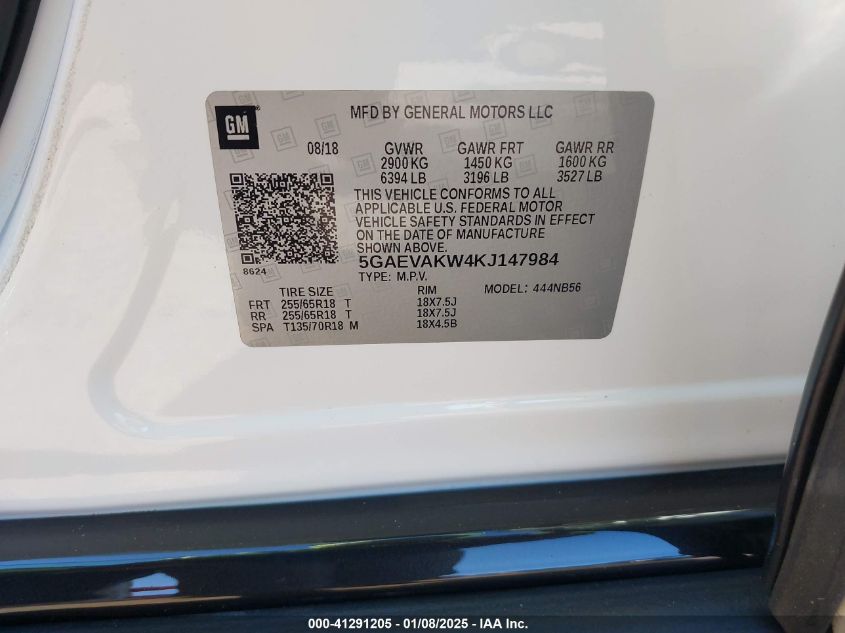 GM
MFD BY GENERAL MOTORS LLC
08/18 GVWR GAWR FRT GAWR RR
2900 KG 1450 KG 1600 KG
6394 LB 3196 LB 3527 LB
THIS VEHICLE CONFORMS TO ALL
APPLICABLE U.S. FEDERAL MOTOR
VEHICLE SAFETY STANDARDS IN EFFECT
ON THE DATE OF MANUFACTURE
SHOWN ABOVE.
8624 5GAEVAKW4KJ147984
TYPE: M.P.V. MODEL: 444NB56
TIRE SIZE RIM
FRT 255/65R18 T 18X7.5J
RR 255/65R18 T 18X7.5J
SPA T135/70R18 M 18X4.5B
000-41291205 - 01/08/2025 - IAA Inc.